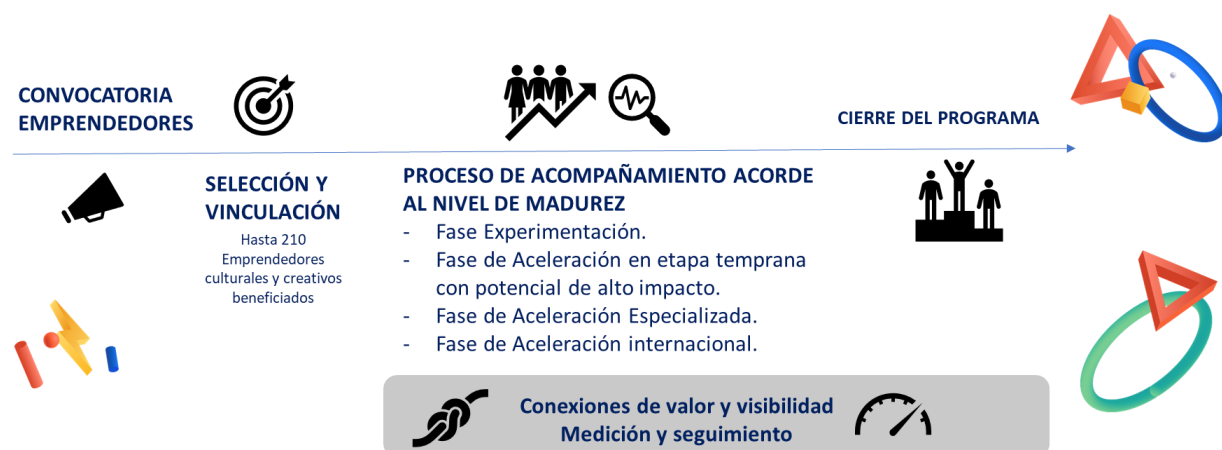 CONVOCATORIA
EMPRENDEDORES
SELECCIÓN Y
VINCULACIÓN
Hasta 210
Emprendedores
culturales y creativos
beneficiados
PROCESO DE ACOMPAÑAMIENTO ACORDE
AL NIVEL DE MADUREZ
- Fase Experimentación.
- Fase de Aceleración en etapa temprana
con potencial de alto impacto.
- Fase de Aceleración Especializada.
- Fase de Aceleración internacional.
Conexiones de valor y visibilidad
Medición y seguimiento
CIERRE DEL PROGRAMA